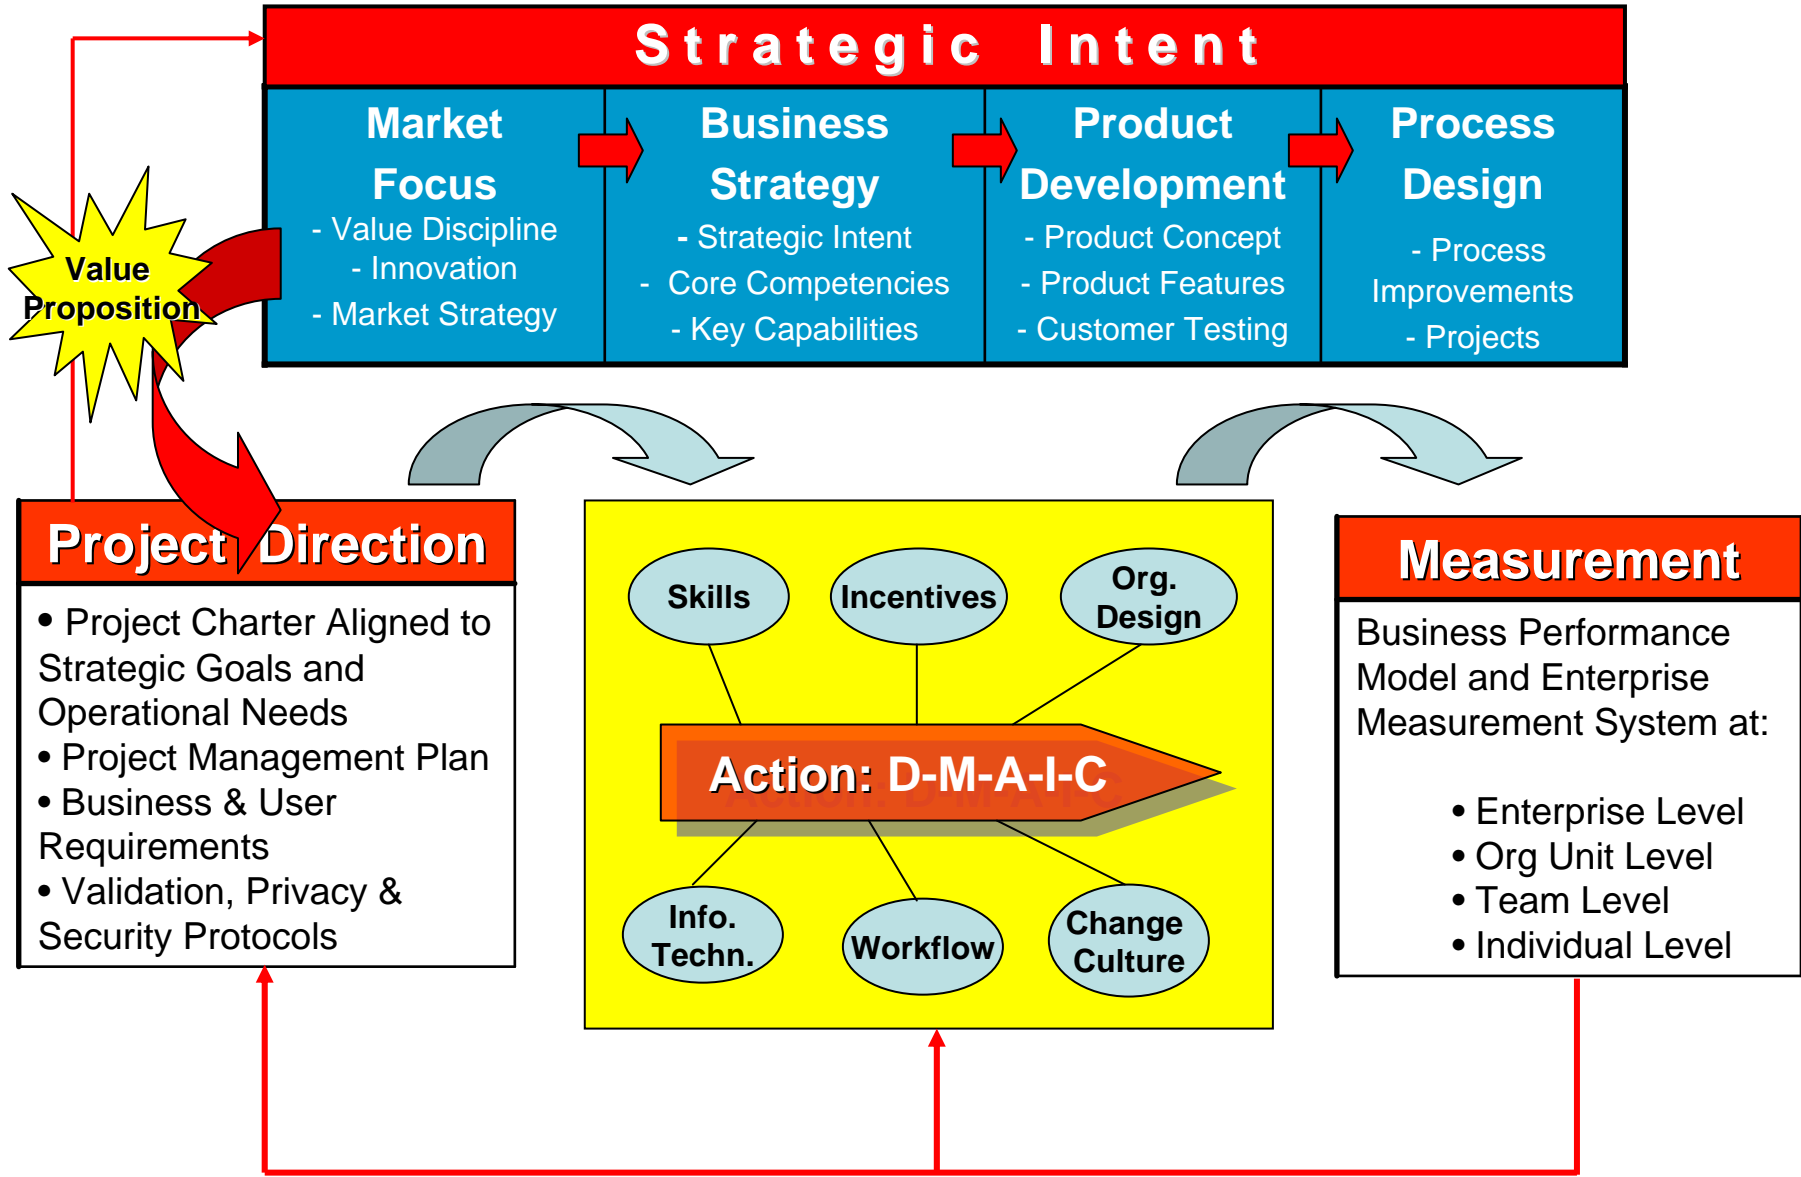 Strategic Intent
Market
Focus
- Value Discipline
- Innovation
- Market Strategy
Business
Strategy
- Strategic Intent
- Core Competencies
- Key Capabilities
Product
Development
- Product Concept
- Product Features
- Customer Testing
Process
Design
- Process
Improvements
- Projects
Value
Proposition
Project Direction
• Project Charter Aligned to
Strategic Goals and
Operational Needs
• Project Management Plan
• Business & User
Requirements
• Validation, Privacy &
Security Protocols
Skills
Incentives
Org.
Design
Action: D-M-A-I-C
Info.
Techn.
Workflow
Change
Culture
Measurement
Business Performance
Model and Enterprise
Measurement System at:
• Enterprise Level
• Org Unit Level
• Team Level
• Individual Level